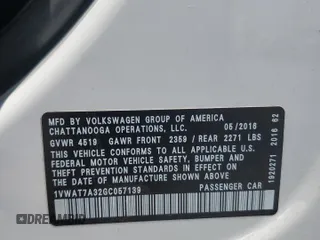 MFD BY VOLKSWAGEN GROUP OF AMERICA
CHATTANOOGA OPERATIONS, LLC. 05/2016
GVWR 4519 GAWR FRONT 2359 / REAR 2271 LBS
THIS VEHICLE CONFORMS TO ALL APPLICABLE U.S.
FEDERAL MOTOR VEHICLE SAFETY, BUMPER AND
THEFT PREVENTION STANDARDS IN EFFECT ON THE
DATE OF MANUFACTURE SHOWN ABOVE.
1VWAT7A32GC057139 PASSENGER CAR
1920271 2016 62